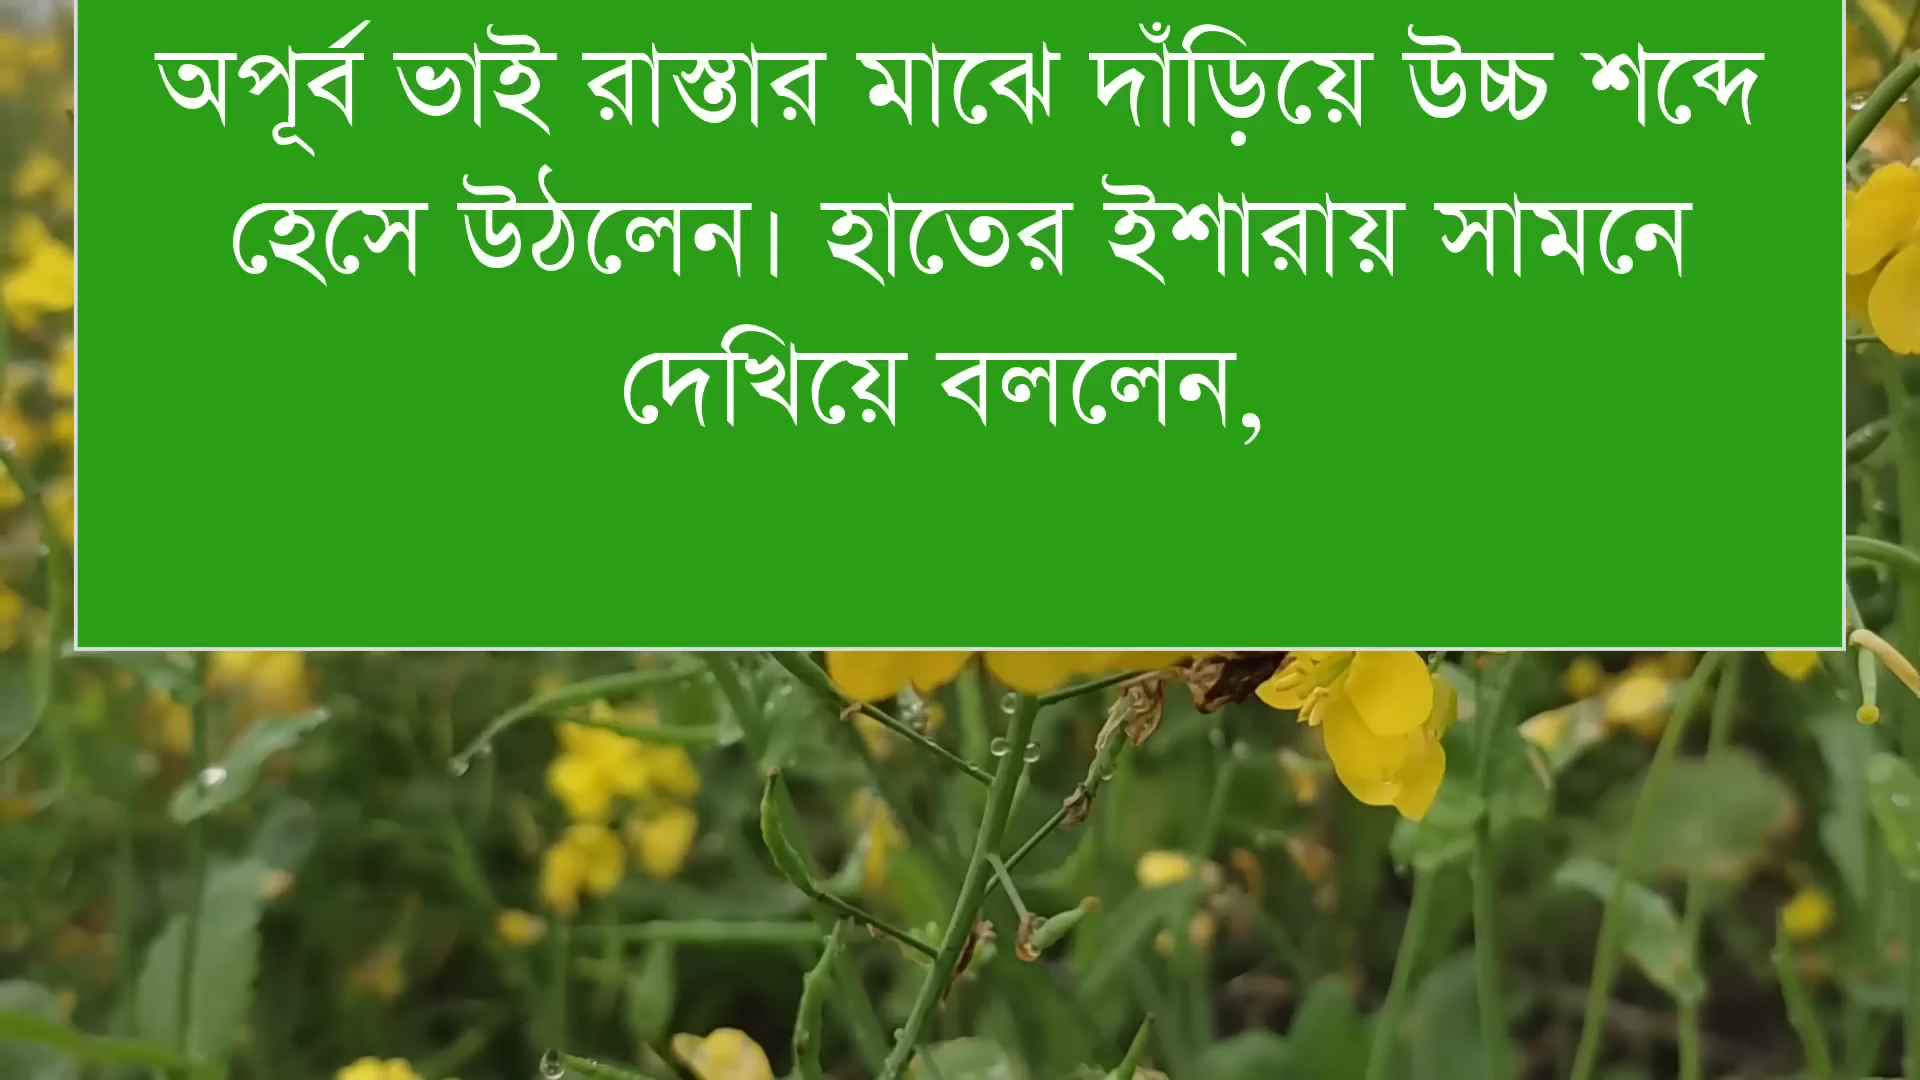 অপূর্ব ভাই রাস্তার মাঝে দাঁড়িয়ে উচ্চ শব্দে
হেসে উঠলেন। হাতের ইশারায় সামনে
দেখিয়ে বললেন,